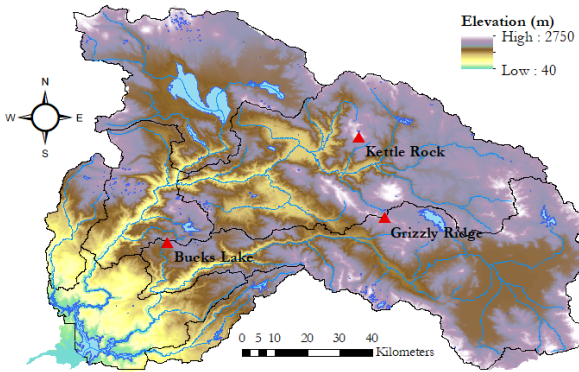 Elevation (m)
High : 2750
Low : 40
N
W E
S
Kettle Rock
Grizzly Ridge
Bucks Lake
0 5 10 20 30 40
Kilometers